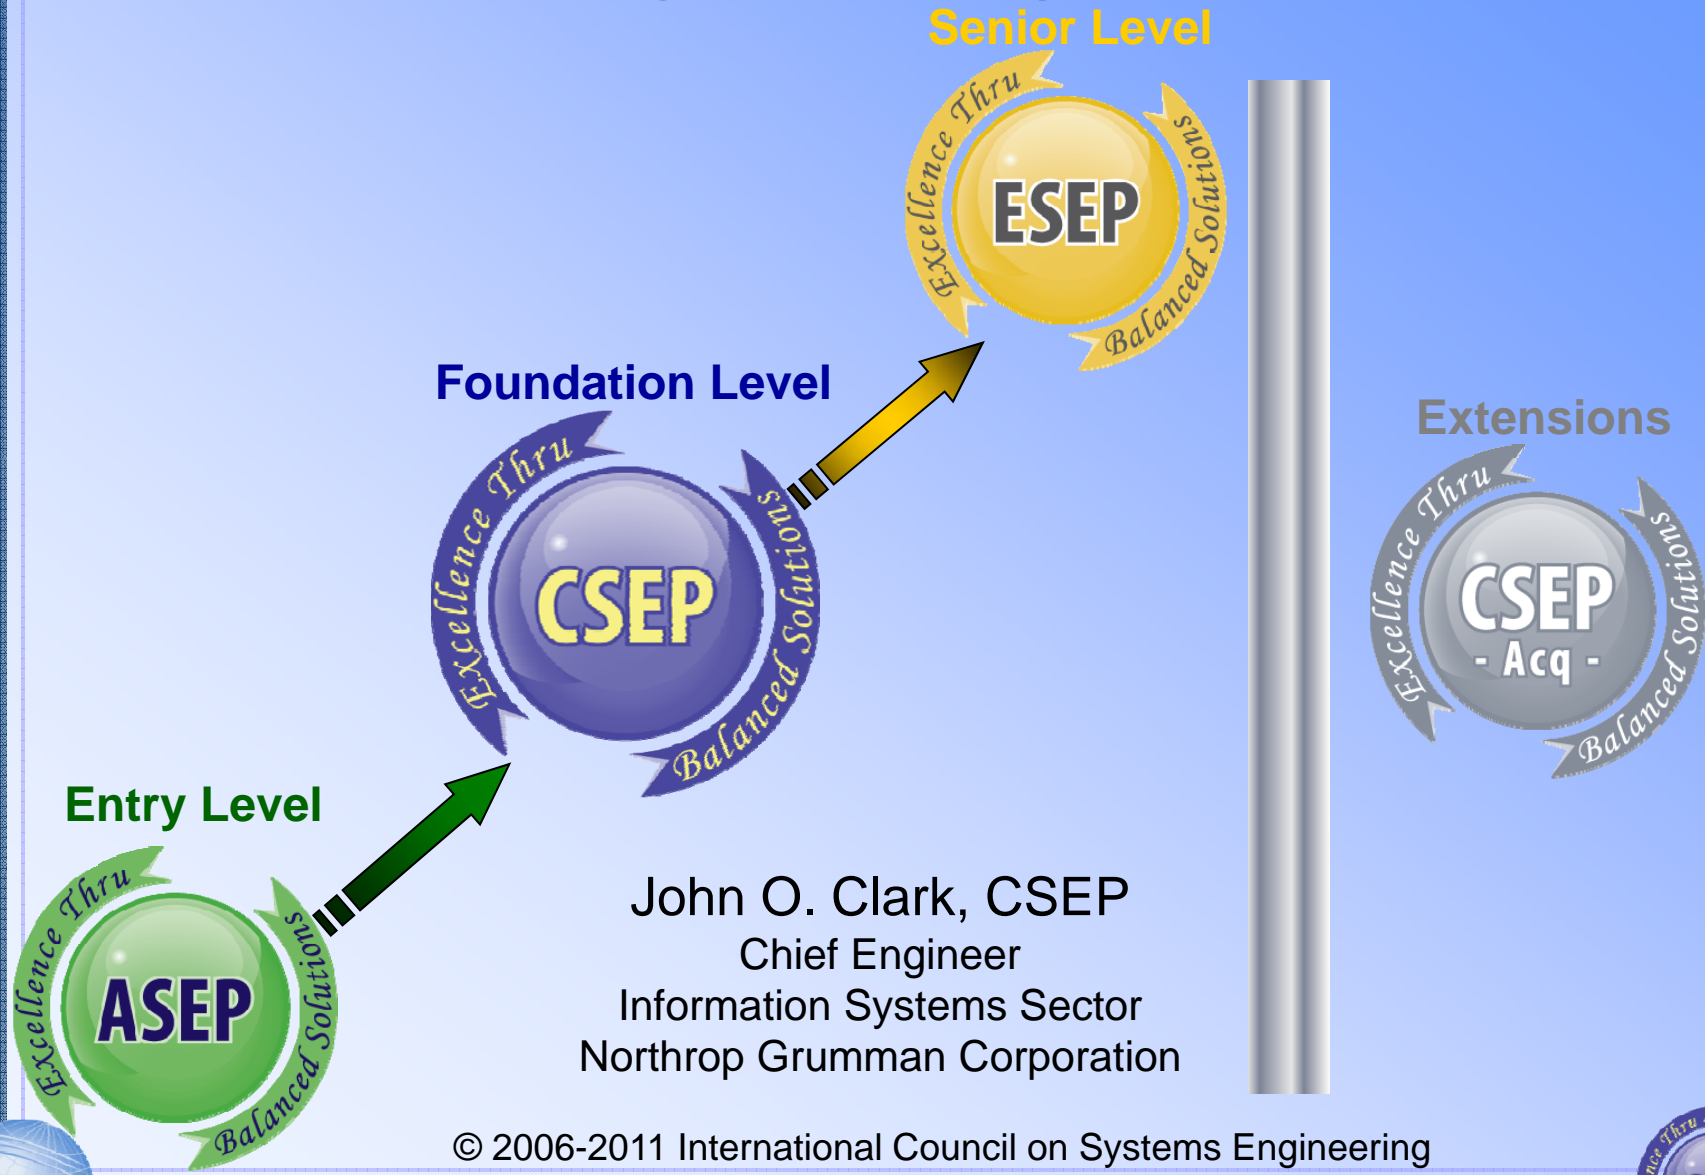 Senior Level
Excellence Thru
ESEP
Balanced Solutions
Foundation Level
Excellence Thru
CSEP
Balanced Solutions
Extensions
Excellence Thru
CSEP
- Acq -
Balanced Solutions
Entry Level
Excellence Thru
ASEP
Balanced Solutions
John O. Clark, CSEP
Chief Engineer
Information Systems Sector
Northrop Grumman Corporation
© 2006-2011 International Council on Systems Engineering
Thru